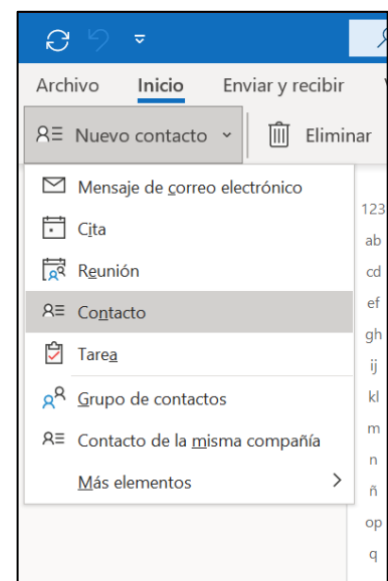 Archivo Inicio Enviar y recibir
Nuevo contacto Eliminar
Mensaje de correo electrónico
Cita
Reunión
Contacto
Tarea
Grupo de contactos
Contacto de la misma compañía
Más elementos
123
ab
cd
ef
gh
ij
kl
m
n
ñ
op
q